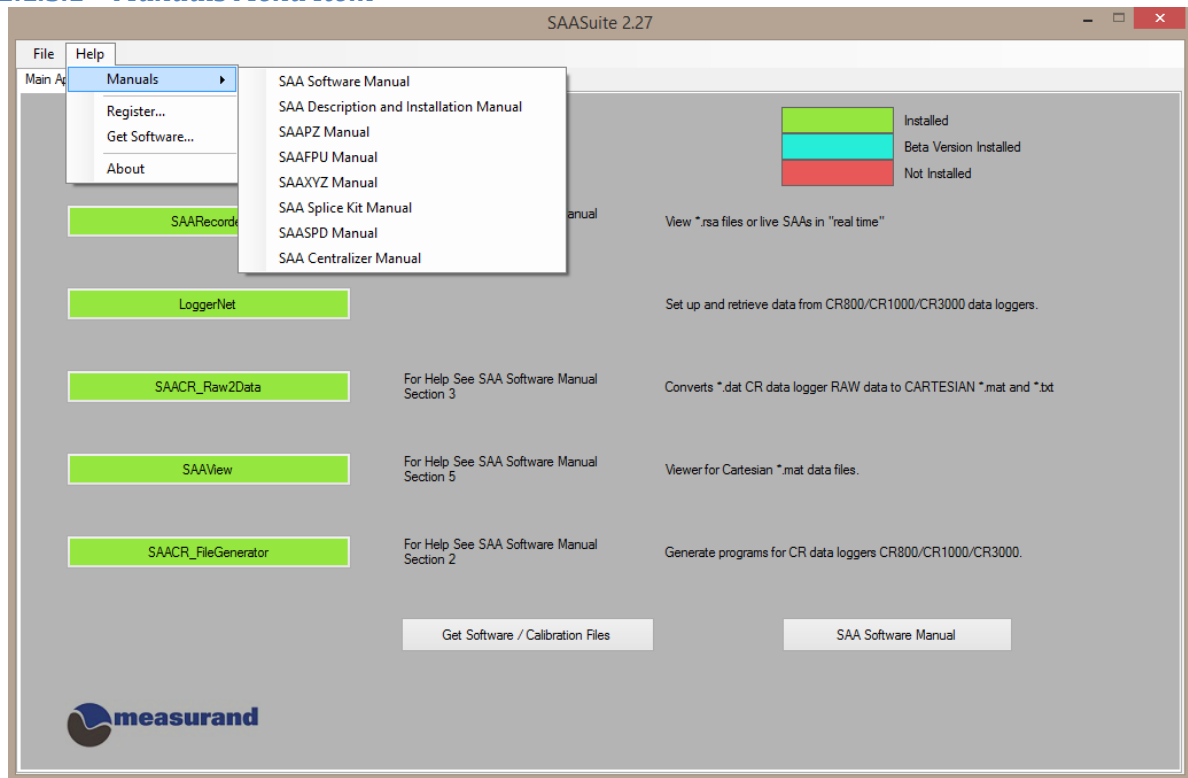 Manuals Menu Item
SAASuite 2.27
File Help
Main
Manuals
Register...
Get Software...
About
SAA Software Manual
SAA Description and Installation Manual
SAAPZ Manual
SAAFPU Manual
SAAXYZ Manual
SAA Splice Kit Manual
SAASPD Manual
SAA Centralizer Manual
Installed
Beta Version Installed
Not Installed
SAARecorde
anual
View *.rsa files or live SAAs in "real time"
LoggerNet
Set up and retrieve data from CR800/CR1000/CR3000 data loggers.
SAACR_Raw2Data
For Help See SAA Software Manual
Section 3
Converts *.dat CR data logger RAW data to CARTESIAN *.mat and *.txt
SAAView
For Help See SAA Software Manual
Section 5
Viewer for Cartesian *.mat data files.
SAACR_FileGenerator
For Help See SAA Software Manual
Section 2
Generate programs for CR data loggers CR800/CR1000/CR3000.
Get Software / Calibration Files
SAA Software Manual
measurand